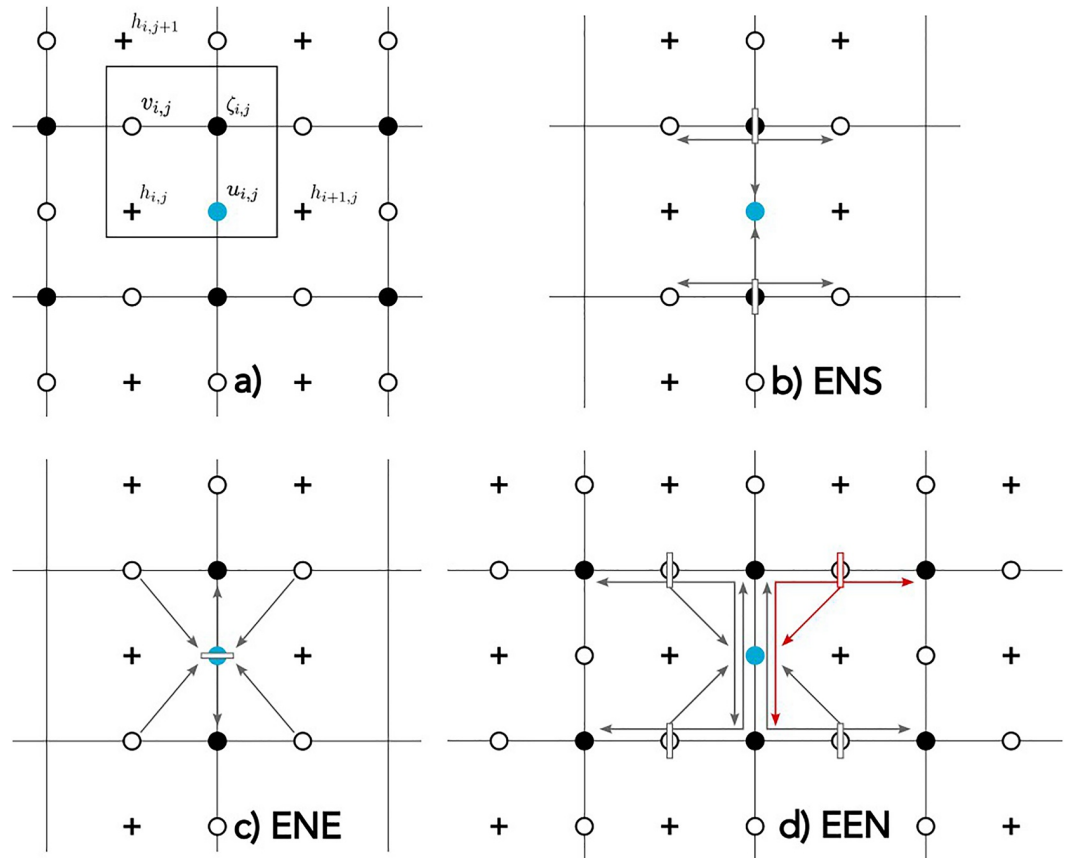 h_{i,j+1}
v_{i,j} ζ_{i,j}
h_{i,j} u_{i,j} h_{i+1,j}
a)
b) ENS
c) ENE
d) EEN